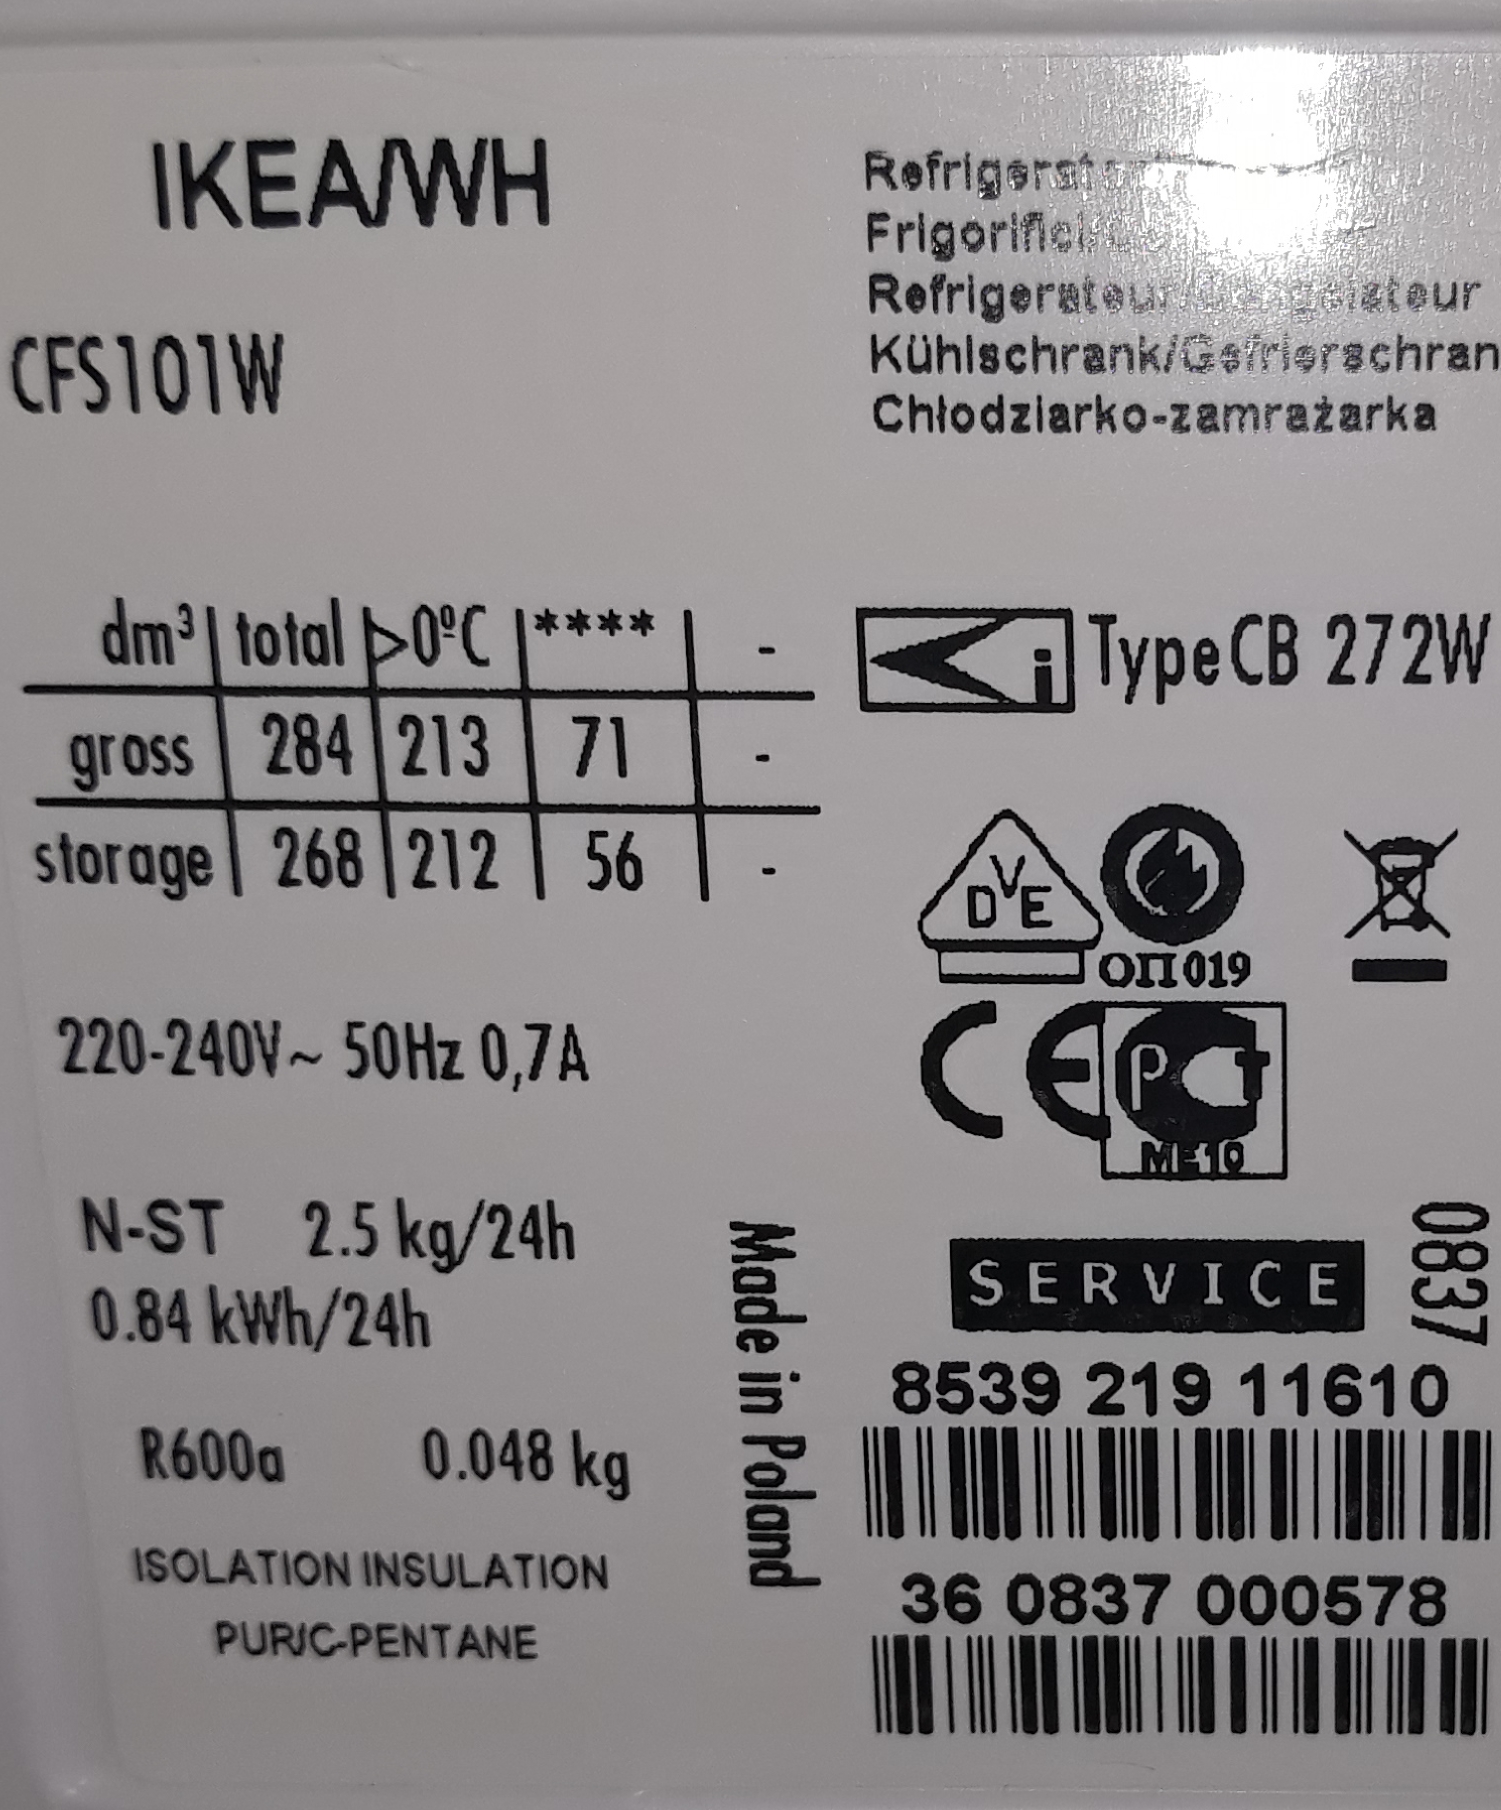 IKEA/WH
CFS101W
Kühlschrank/Gefrierschran
Chłodziarko-zamrażarka
dm³ total >0ºC **** -
gross 284 213 71 -
storage 268 212 56 -
i Type CB 272W
DVE
ОП019
220-240V~ 50Hz 0,7A
CE PCT
ME10
N-ST 2.5 kg/24h
0.84 kWh/24h
R600a 0.048 kg
ISOLATION INSULATION
PUR/C-PENTANE
Made in Poland
SERVICE
0837
8539 219 11610
36 0837 000578